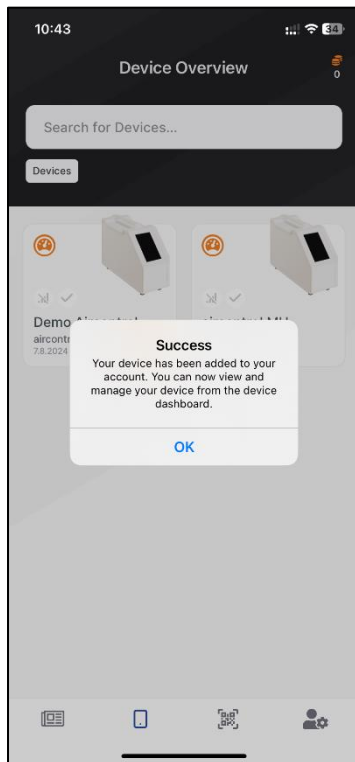 10:43
34
Device Overview
0
Search for Devices...
Devices
Demo
aircontr
7.8.2024
Success
Your device has been added to your
account. You can now view and
manage your device from the device
dashboard.
OK